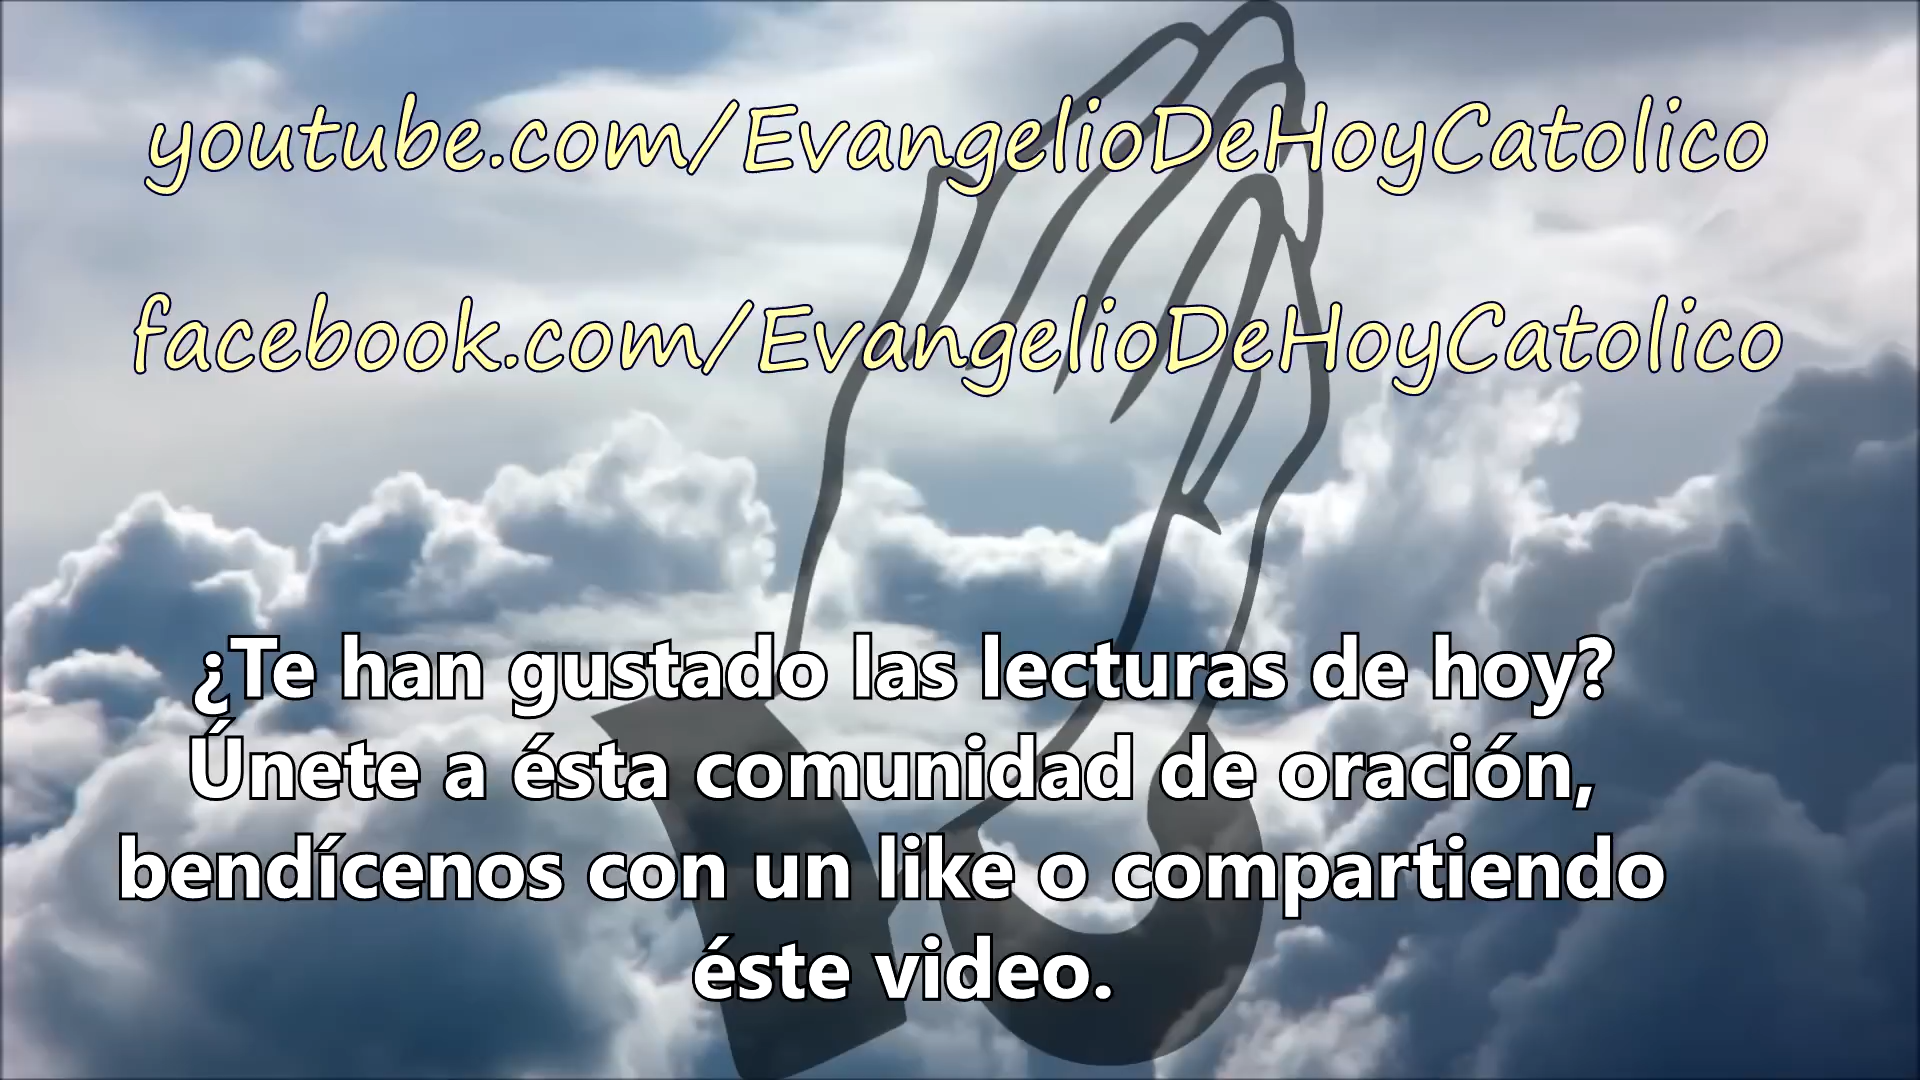 youtube.com/EvangelioDeHoyCatolico
facebook.com/EvangelioDeHoyCatolico
¿Te han gustado las lecturas de hoy?
Únete a ésta comunidad de oración,
bendícenos con un like o compartiendo
éste video.